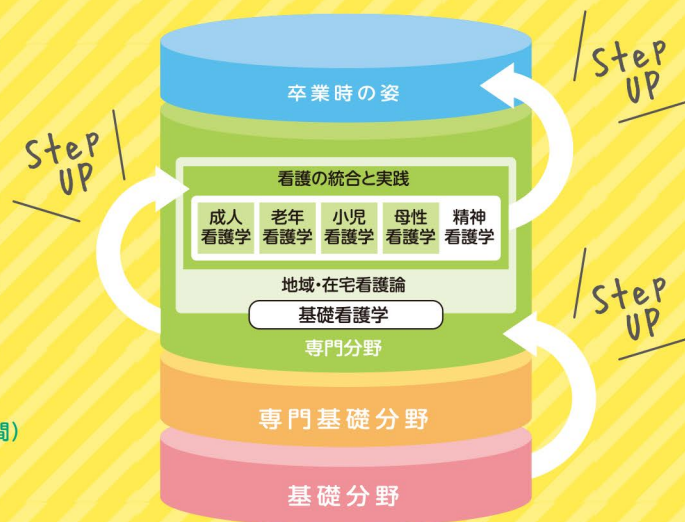 Step
UP
卒業時の姿
Step
UP
看護の統合と実践
成人
看護学
老年
看護学
小児
看護学
母性
看護学
精神
看護学
地域・在宅看護論
基礎看護学
専門分野
Step
UP
専門基礎分野
間)
基礎分野